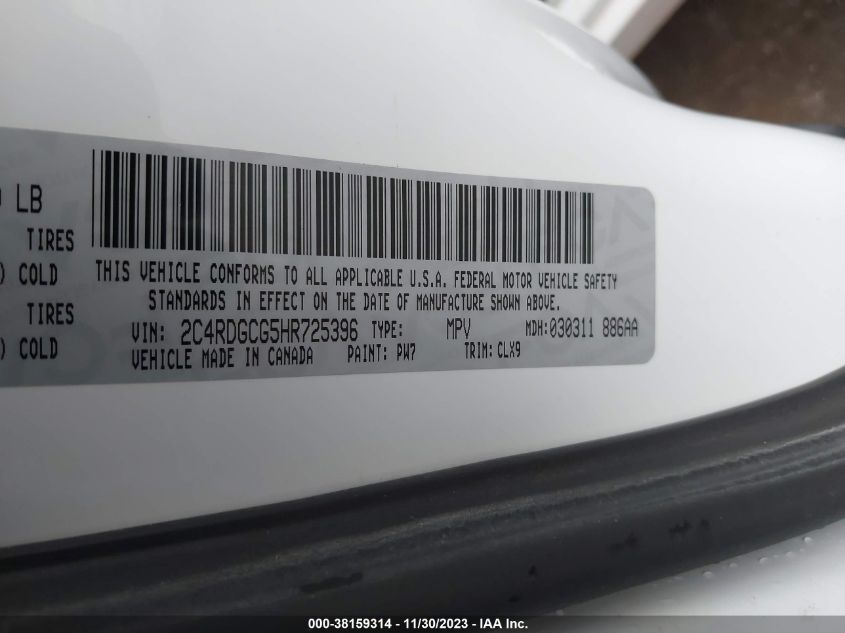 LB
TIRES
) COLD
TIRES
) COLD
THIS VEHICLE CONFORMS TO ALL APPLICABLE U.S.A. FEDERAL MOTOR VEHICLE SAFETY
STANDARDS IN EFFECT ON THE DATE OF MANUFACTURE SHOWN ABOVE.
VIN: 2C4RDGCG5HR725396 TYPE: MPV MDH:030311 886AA
VEHICLE MADE IN CANADA PAINT: PW7 TRIM: CLX9
000-38159314 - 11/30/2023 - IAA Inc.